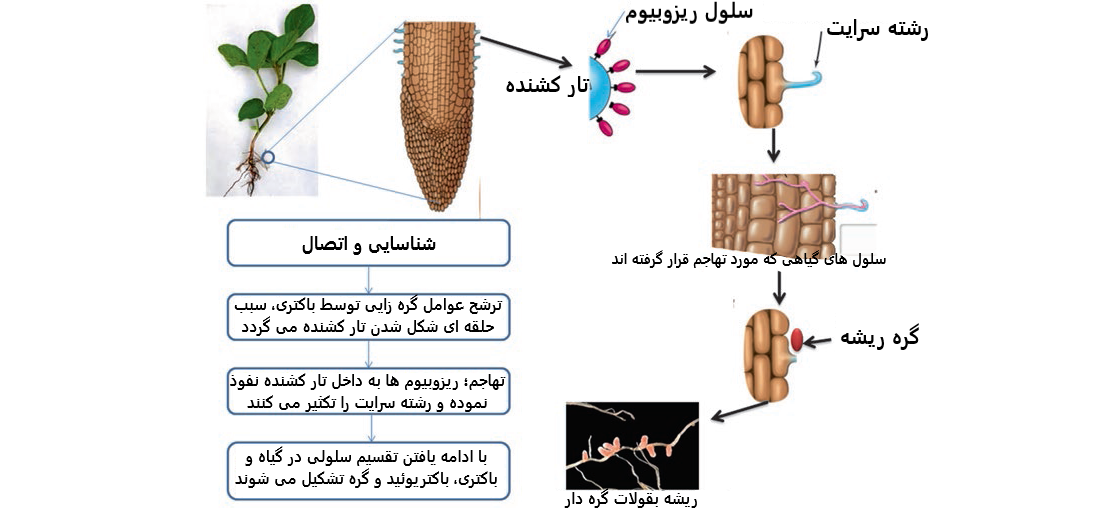 سلول ریزوبیوم
رشته سرایت
تار کشنده
سلول های گیاهی که مورد تهاجم قرار گرفته اند
گره ریشه
ریشه بقولات گره دار
شناسایی و اتصال
ترشح عوامل گره زایی توسط باکتری، سبب
حلقه ای شکل شدن تار کشنده می گردد
تهاجم؛ ریزوبیوم ها به داخل تار کشنده نفوذ
نموده و رشته سرایت را تکثیر می کنند
با ادامه یافتن تقسیم سلولی در گیاه و
باکتری، باکتریوئید و گره تشکیل می شوند